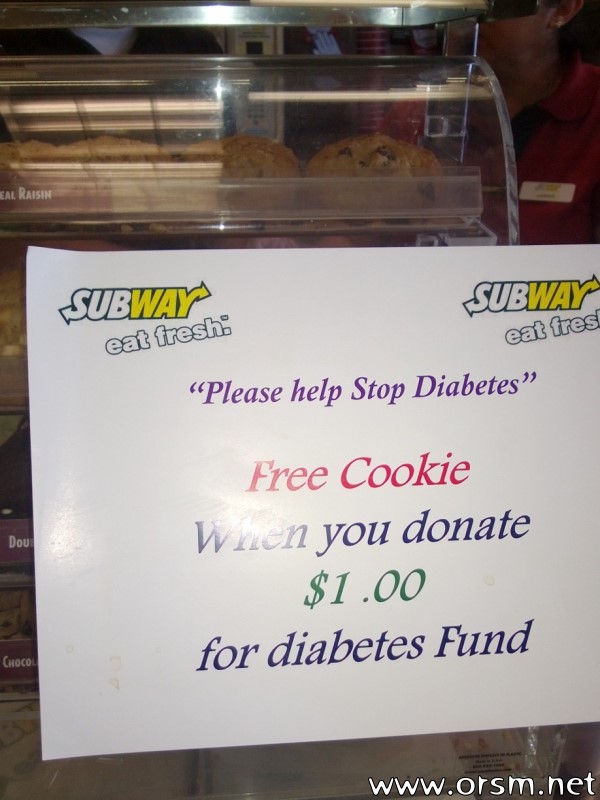 EAL RAISIN
SUBWAY
eat fresh.
SUBWAY
eat fresh
"Please help Stop Diabetes"
Free Cookie
When you donate
$1 .00
for diabetes Fund
DOU
CHOCOL
www.orsm.net